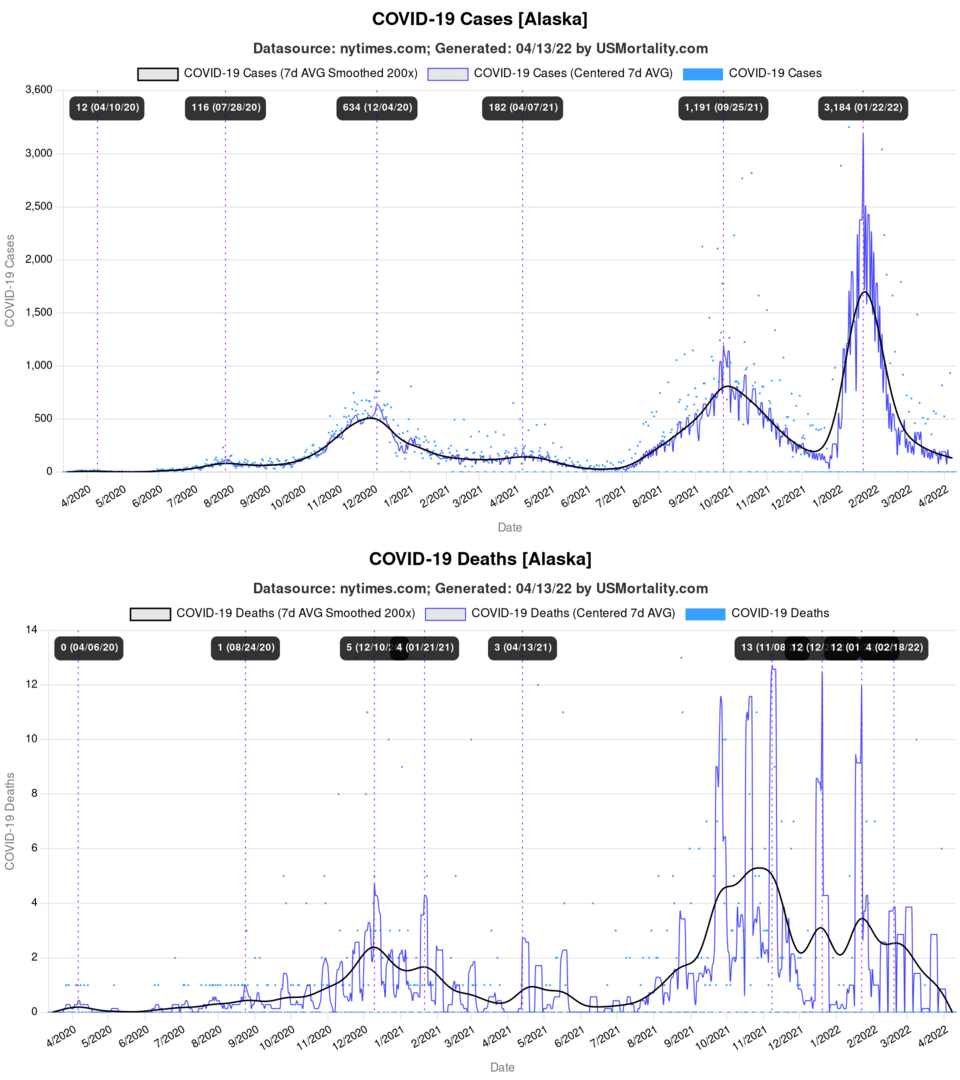 COVID-19 Cases [Alaska]
Datasource: nytimes.com; Generated: 04/13/22 by USMortality.com
COVID-19 Cases (7d AVG Smoothed 200x) COVID-19 Cases (Centered 7d AVG) COVID-19 Cases
3,600
12 (04/10/20) 116 (07/28/20) 634 (12/04/20) 182 (04/07/21) 1,191 (09/25/21) 3,184 (01/22/22)
3,000
2,500
2,000
COVID-19 Cases
1,500
1,000
500
0
4/2020 5/2020 6/2020 7/2020 8/2020 9/2020 10/2020 11/2020 12/2020 1/2021 2/2021 3/2021 4/2021 5/2021 6/2021 7/2021 8/2021 9/2021 10/2021 11/2021 12/2021 1/2022 2/2022 3/2022 4/2022
Date
COVID-19 Deaths [Alaska]
Datasource: nytimes.com; Generated: 04/13/22 by USMortality.com
COVID-19 Deaths (7d AVG Smoothed 200x) COVID-19 Deaths (Centered 7d AVG) COVID-19 Deaths
14
0 (04/06/20) 1 (08/24/20) 5 (12/10/ 4 (01/21/21) 3 (04/13/21) 13 (11/08 12 (12/ 12 (01 4 (02/18/22)
12
10
8
COVID-19 Deaths
6
4
2
0
4/2020 5/2020 6/2020 7/2020 8/2020 9/2020 10/2020 11/2020 12/2020 1/2021 2/2021 3/2021 4/2021 5/2021 6/2021 7/2021 8/2021 9/2021 10/2021 11/2021 12/2021 1/2022 2/2022 3/2022 4/2022
Date